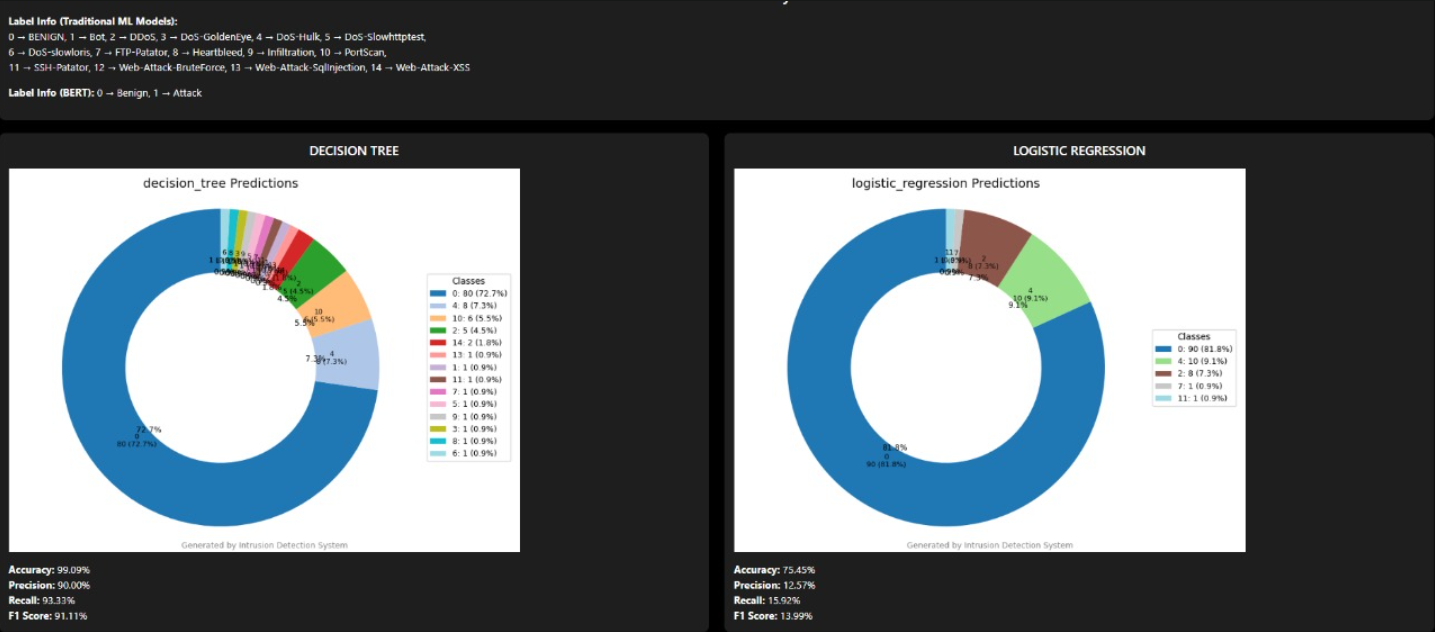 Label Info (Traditional ML Models):
0 → BENIGN, 1 → Bot, 2 → DDoS, 3 → DoS-GoldenEye, 4 → DoS-Hulk, 5 → DoS-Slowhttptest,
6 → DoS-slowloris, 7 → FTP-Patator, 8 → Heartbleed, 9 → Infiltration, 10 → PortScan,
11 → SSH-Patator, 12 → Web-Attack-BruteForce, 13 → Web-Attack-SqlInjection, 14 → Web-Attack-XSS
Label Info (BERT): 0 → Benign, 1 → Attack
DECISION TREE
decision_tree Predictions
2
5 (4.5%)
4.5%
10
6 (5.5%)
5.5%
4
8 (7.3%)
7.3%
72.7%
0
80 (72.7%)
Classes
0: 80 (72.7%)
4: 8 (7.3%)
10: 6 (5.5%)
2: 5 (4.5%)
14: 2 (1.8%)
13: 1 (0.9%)
1: 1 (0.9%)
11: 1 (0.9%)
7: 1 (0.9%)
5: 1 (0.9%)
9: 1 (0.9%)
3: 1 (0.9%)
8: 1 (0.9%)
6: 1 (0.9%)
Generated by Intrusion Detection System
Accuracy: 99.09%
Precision: 90.00%
Recall: 93.33%
F1 Score: 91.11%
LOGISTIC REGRESSION
logistic_regression Predictions
2
8 (7.3%)
7.3%
4
10 (9.1%)
9.1%
81.8%
0
90 (81.8%)
Classes
0: 90 (81.8%)
4: 10 (9.1%)
2: 8 (7.3%)
7: 1 (0.9%)
11: 1 (0.9%)
Generated by Intrusion Detection System
Accuracy: 75.45%
Precision: 12.57%
Recall: 15.92%
F1 Score: 13.99%